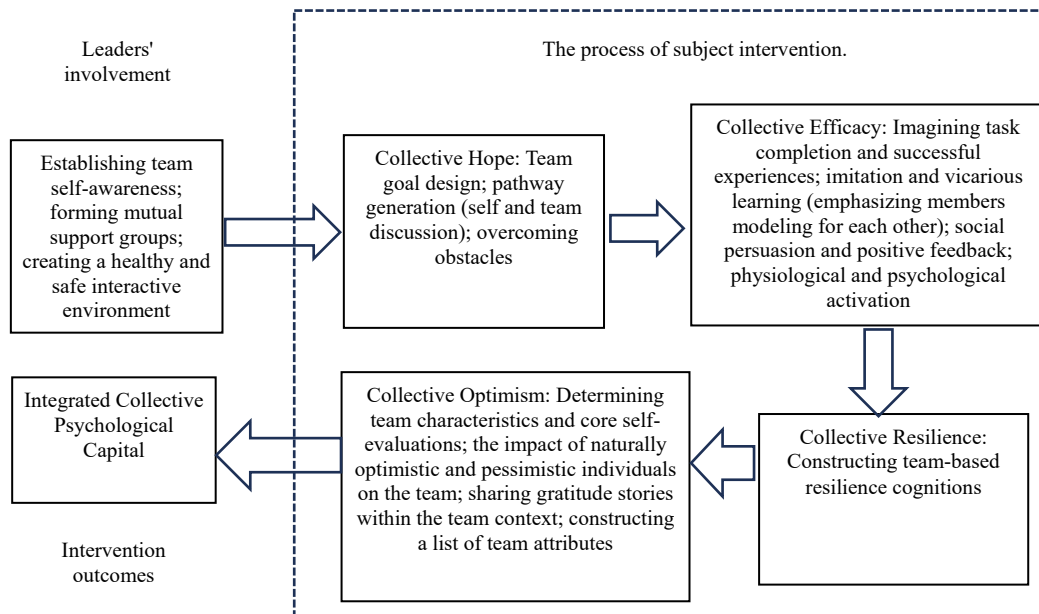 Leaders'
involvement
The process of subject intervention.
Establishing team
self-awareness;
forming mutual
support groups;
creating a healthy and
safe interactive
environment
Collective Hope: Team
goal design; pathway
generation (self and team
discussion); overcoming
obstacles
Collective Efficacy: Imagining task
completion and successful
experiences; imitation and vicarious
learning (emphasizing members
modeling for each other); social
persuasion and positive feedback;
physiological and psychological
activation
Collective Resilience:
Constructing team-based
resilience cognitions
Collective Optimism: Determining
team characteristics and core self-
evaluations; the impact of naturally
optimistic and pessimistic individuals
on the team; sharing gratitude stories
within the team context; constructing
a list of team attributes
Integrated Collective
Psychological
Capital
Intervention
outcomes